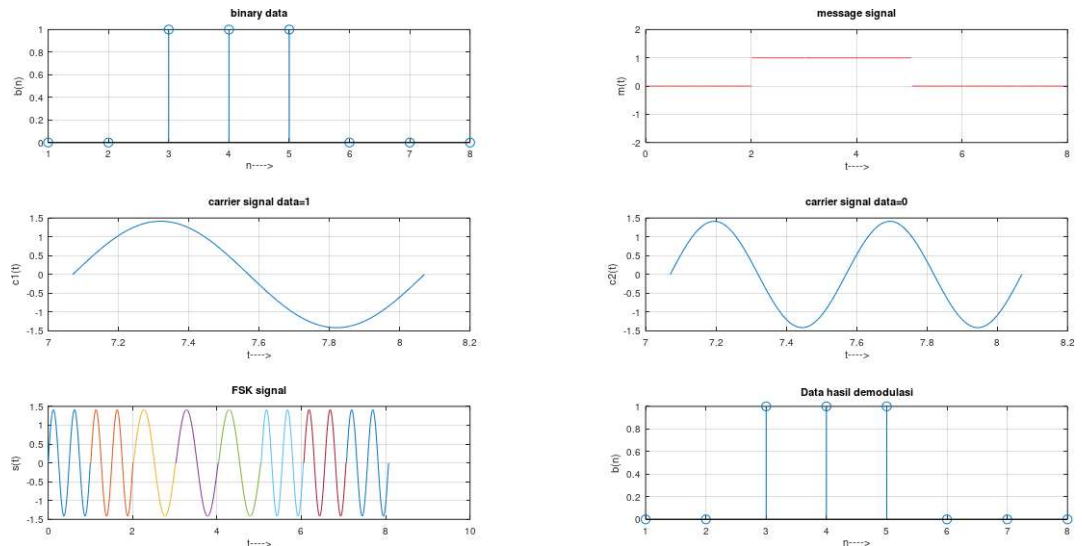 binary data
1
0.8
0.6
0.4
0.2
0
b(n)
1 2 3 4 5 6 7 8
n---->
message signal
2
1
0
-1
-2
m(t)
0 2 4 6 8
t---->
carrier signal data=1
1.5
1
0.5
0
-0.5
-1
-1.5
c1(t)
7 7.2 7.4 7.6 7.8 8 8.2
t---->
carrier signal data=0
1.5
1
0.5
0
-0.5
-1
-1.5
c2(t)
7 7.2 7.4 7.6 7.8 8 8.2
t---->
FSK signal
1.5
1
0.5
0
-0.5
-1
-1.5
s(t)
0 2 4 6 8 10
t---->
Data hasil demodulasi
1
0.8
0.6
0.4
0.2
0
b(n)
1 2 3 4 5 6 7 8
n---->